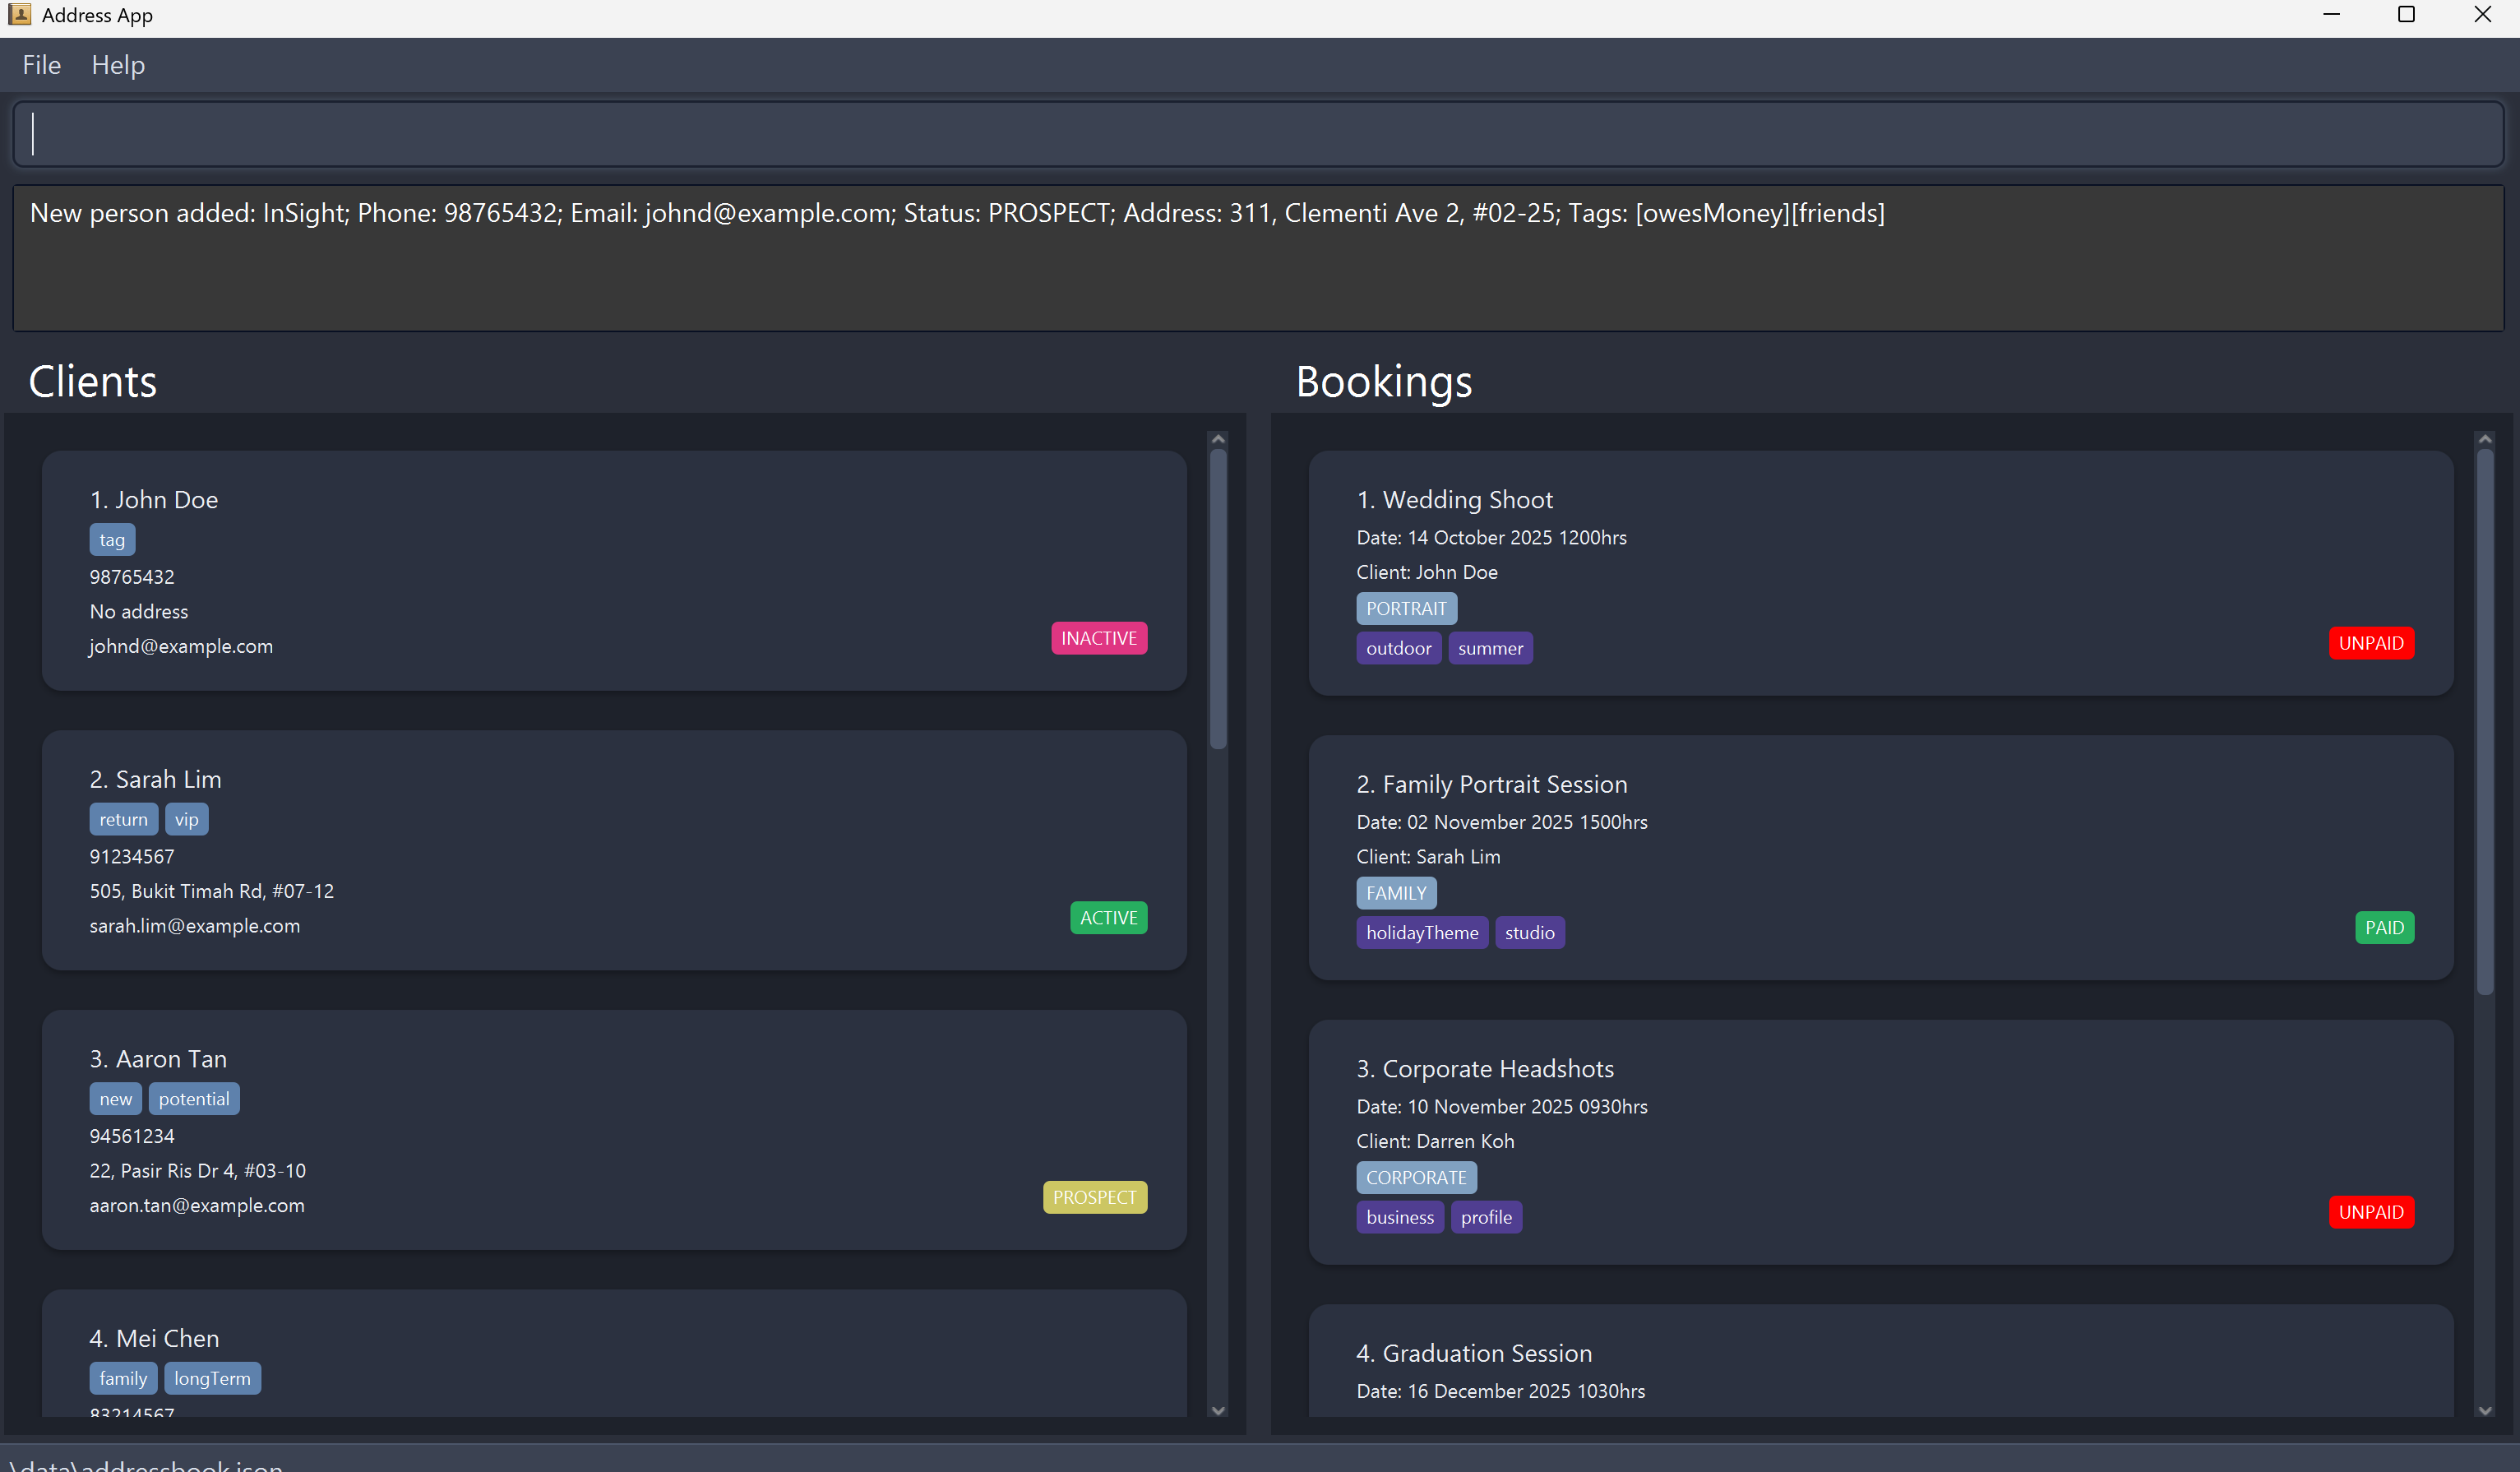 Address App
File Help
New person added: InSight; Phone: 98765432; Email: johnd@example.com; Status: PROSPECT; Address: 311, Clementi Ave 2, #02-25; Tags: [owesMoney][friends]
Clients
1. John Doe
tag
98765432
No address
johnd@example.com
INACTIVE
2. Sarah Lim
return vip
91234567
505, Bukit Timah Rd, #07-12
sarah.lim@example.com
ACTIVE
3. Aaron Tan
new potential
94561234
22, Pasir Ris Dr 4, #03-10
aaron.tan@example.com
PROSPECT
4. Mei Chen
family longTerm
83214567
Bookings
1. Wedding Shoot
Date: 14 October 2025 1200hrs
Client: John Doe
PORTRAIT
outdoor summer
UNPAID
2. Family Portrait Session
Date: 02 November 2025 1500hrs
Client: Sarah Lim
FAMILY
holidayTheme studio
PAID
3. Corporate Headshots
Date: 10 November 2025 0930hrs
Client: Darren Koh
CORPORATE
business profile
UNPAID
4. Graduation Session
Date: 16 December 2025 1030hrs
\data\addressbook.json